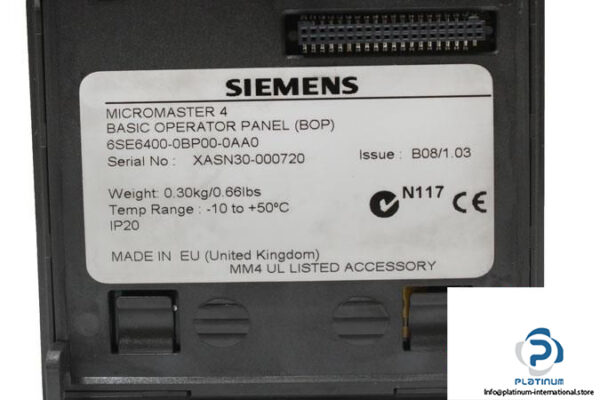 SIEMENS
MICROMASTER 4
BASIC OPERATOR PANEL (BOP)
6SE6400-0BP00-0AA0
Serial No : XASN30-000720 Issue : B08/1.03
Weight: 0.30kg/0.66lbs
Temp Range : -10 to +50°C
IP20
N117 CE
MADE IN EU (United Kingdom)
MM4 UL LISTED ACCESSORY
PLATINUM
INTERNATIONAL
Info@platinum-international.store